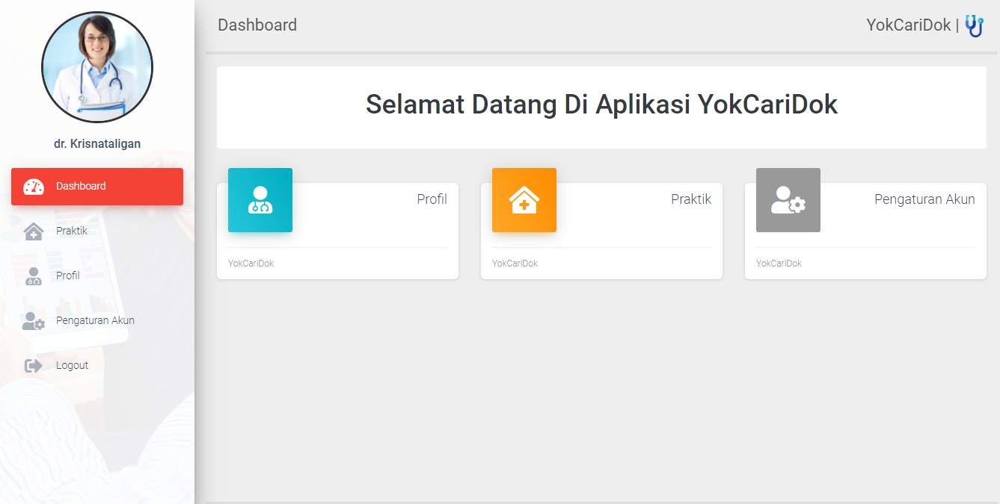 dr. Krisnataligan
Dashboard
Praktik
Profil
Pengaturan Akun
Logout
Dashboard
YokCariDok |
Selamat Datang Di Aplikasi YokCariDok
Profil
YokCariDok
Praktik
YokCariDok
Pengaturan Akun
YokCariDok